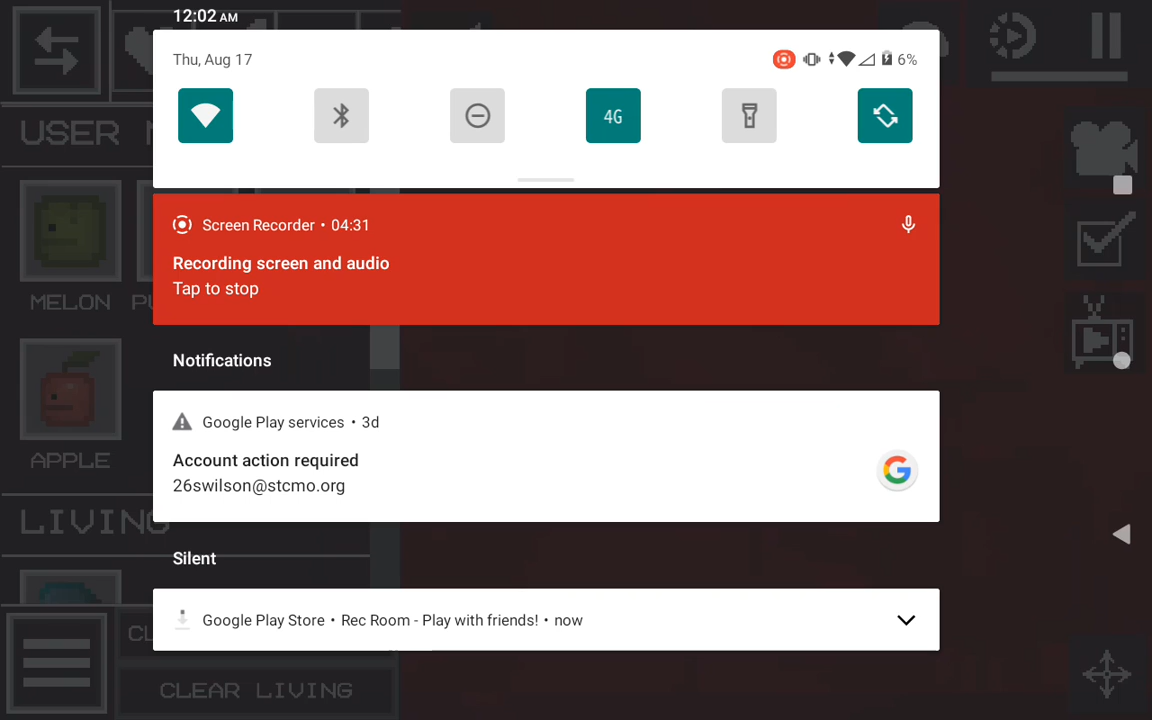 12:02 AM
Thu, Aug 17
6%
4G
Screen Recorder • 04:31
Recording screen and audio
Tap to stop
Notifications
Google Play services • 3d
Account action required
26swilson@stcmo.org
Silent
Google Play Store • Rec Room - Play with friends! • now
USER
MELON
APPLE
LIVING
CLEAR LIVING